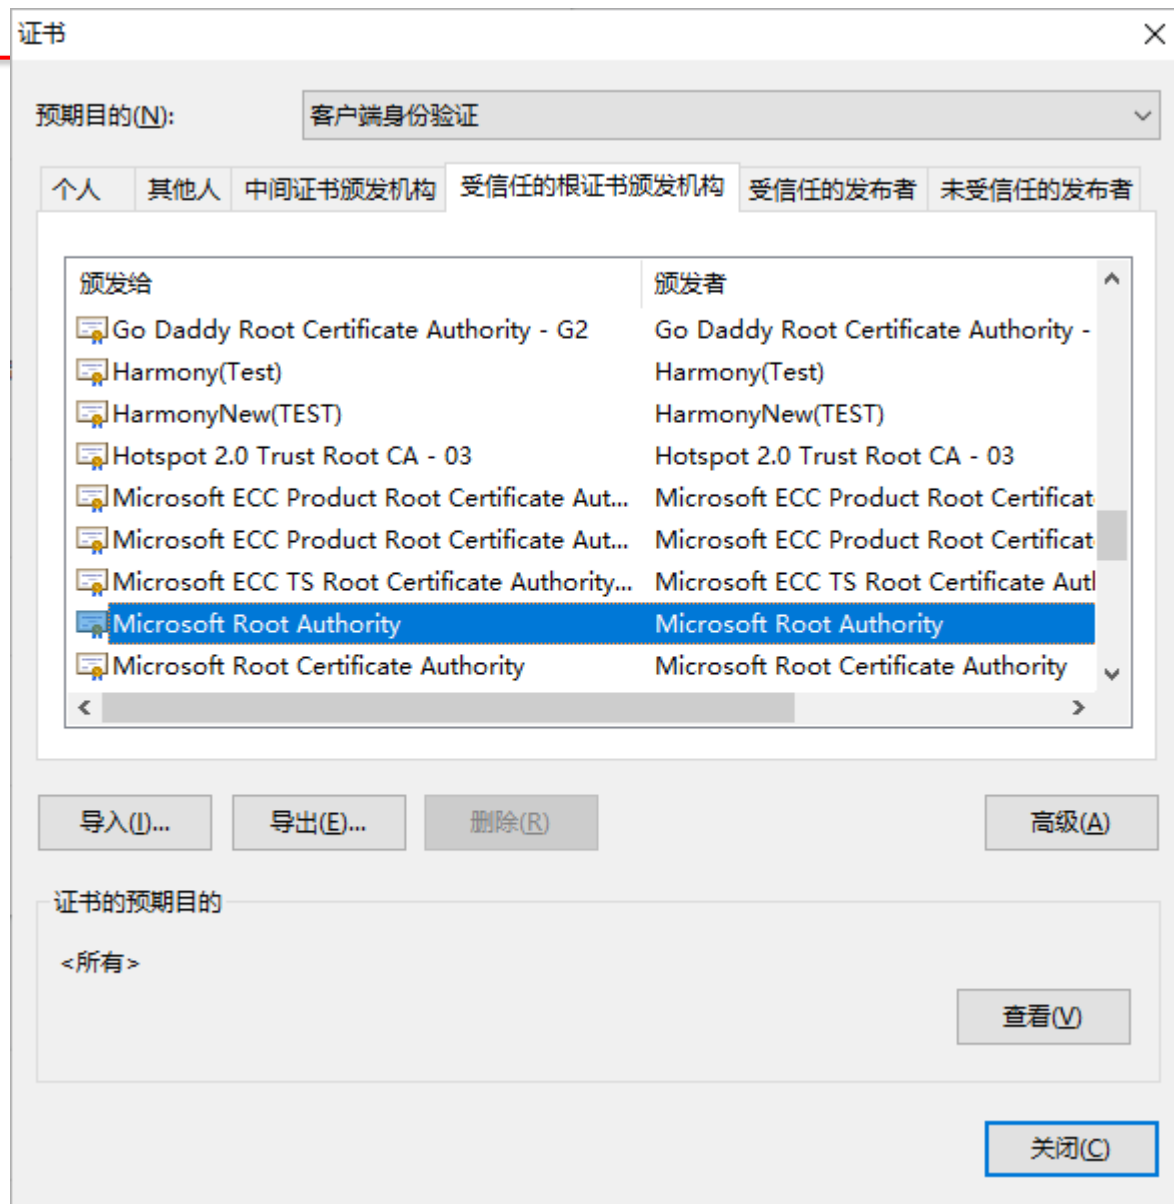 证书
预期目的(N): 客户端身份验证
个人 其他人 中间证书颁发机构 受信任的根证书颁发机构 受信任的发布者 未受信任的发布者
颁发给 颁发者
Go Daddy Root Certificate Authority - G2 Go Daddy Root Certificate Authority -
Harmony(Test) Harmony(Test)
HarmonyNew(TEST) HarmonyNew(TEST)
Hotspot 2.0 Trust Root CA - 03 Hotspot 2.0 Trust Root CA - 03
Microsoft ECC Product Root Certificate Aut... Microsoft ECC Product Root Certificat
Microsoft ECC Product Root Certificate Aut... Microsoft ECC Product Root Certificat
Microsoft ECC TS Root Certificate Authority... Microsoft ECC TS Root Certificate Aut
Microsoft Root Authority Microsoft Root Authority
Microsoft Root Certificate Authority Microsoft Root Certificate Authority
导入(I)... 导出(E)... 删除(R) 高级(A)
证书的预期目的
<所有>
查看(V)
关闭(C)